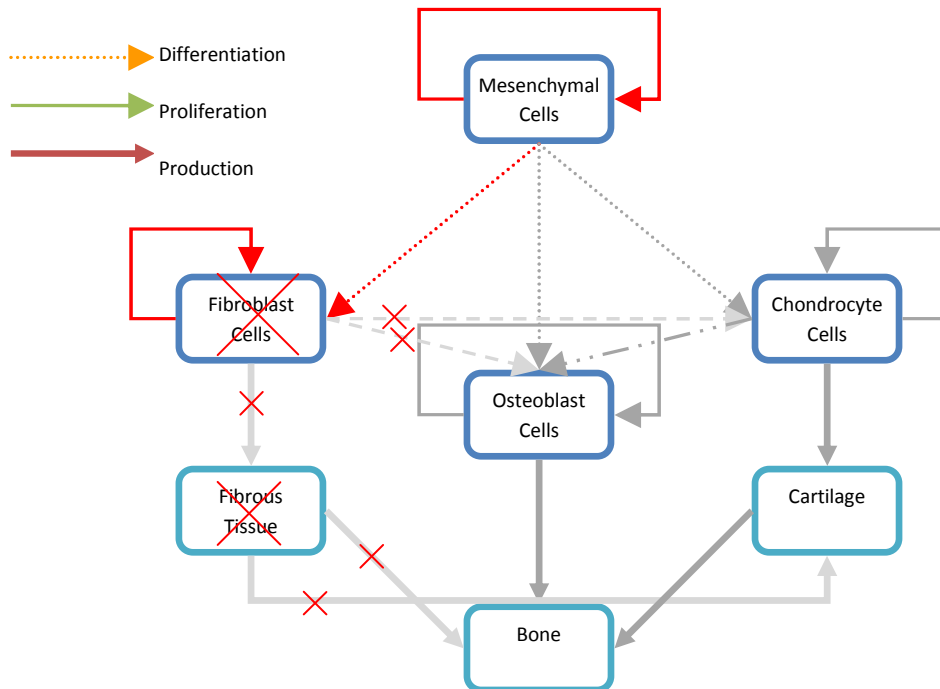 Differentiation
Proliferation
Production
Mesenchymal
Cells
Fibroblast
Cells
Chondrocyte
Cells
Osteoblast
Cells
Fibrous
Tissue
Cartilage
Bone